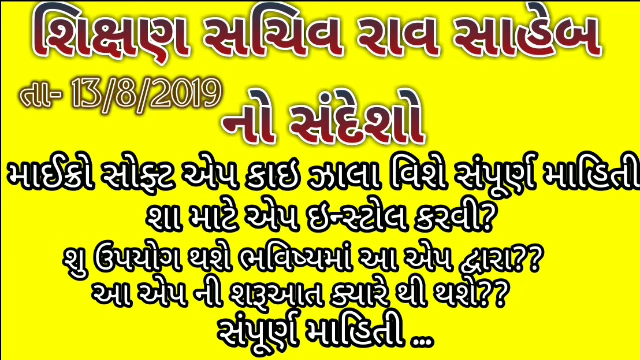 શિક્ષણ સચિવ રાવ સાહેબ
તા- 13/8/2019
નો સંદેશો
માઈક્રો સોફ્ટ એપ કાઇ ઝાલા વિશે સંપૂર્ણ માહિતી
શા માટે એપ ઇન્સ્ટોલ કરવી?
શુ ઉપયોગ થશે ભવિષ્યમાં આ એપ દ્વારા??
આ એપ ની શરૂઆત ક્યારે થી થશે??
સંપૂર્ણ માહિતી ...